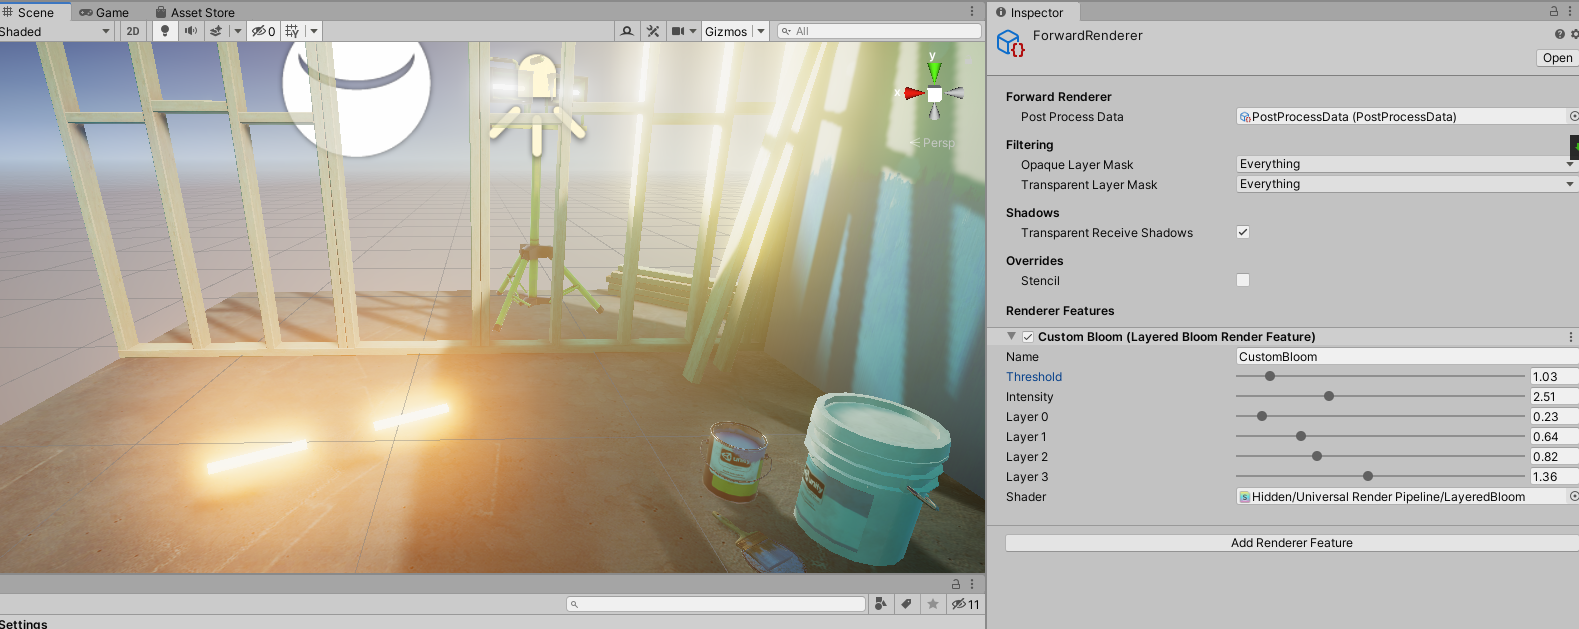 Scene Game Asset Store
Shaded 2D 0 Gizmos All
y
x
Persp
unity
unity
11
Settings
Inspector
ForwardRenderer
Open
Forward Renderer
Post Process Data PostProcessData (PostProcessData)
Filtering
Opaque Layer Mask Everything
Transparent Layer Mask Everything
Shadows
Transparent Receive Shadows
Overrides
Stencil
Renderer Features
Custom Bloom (Layered Bloom Render Feature)
Name CustomBloom
Threshold 1.03
Intensity 2.51
Layer 0 0.23
Layer 1 0.64
Layer 2 0.82
Layer 3 1.36
Shader Hidden/Universal Render Pipeline/LayeredBloom
Add Renderer Feature